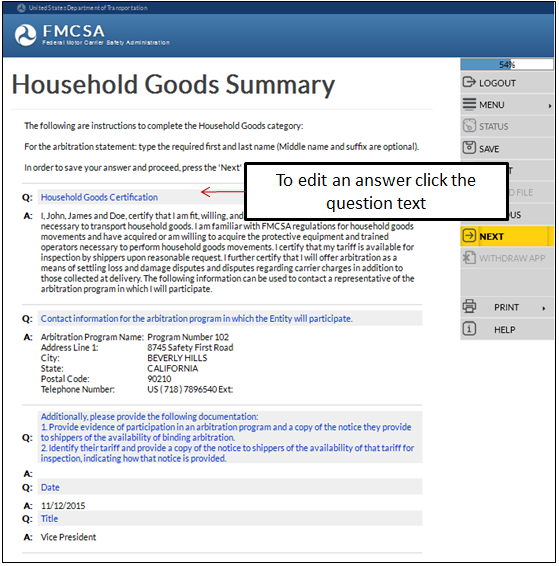 United States Department of Transportation
FMCSA
Federal Motor Carrier Safety Administration
Household Goods Summary
The following are instructions to complete the Household Goods category:
For the arbitration statement: type the required first and last name (Middle name and suffix are optional).
In order to save your answer and proceed, press the 'Next'
To edit an answer click the
question text
Q: Household Goods Certification
A: I, John, James and Doe, certify that I am fit, willing, and
necessary to transport household goods. I am familiar with FMCSA regulations for household goods
movements and have acquired or am willing to acquire the protective equipment and trained
operators necessary to perform household goods movements. I certify that my tariff is available for
inspection by shippers upon reasonable request. I further certify that I will offer arbitration as a
means of settling loss and damage disputes and disputes regarding carrier charges in addition to
those collected at delivery. The following information can be used to contact a representative of the
arbitration program in which I will participate.
Q: Contact information for the arbitration program in which the Entity will participate.
A: Arbitration Program Name: Program Number 102
Address Line 1: 8745 Safety First Road
City: BEVERLY HILLS
State: CALIFORNIA
Postal Code: 90210
Telephone Number: US ( 718 ) 7896540 Ext:
Additionally, please provide the following documentation:
1. Provide evidence of participation in an arbitration program and a copy of the notice they provide
Q: to shippers of the availability of binding arbitration.
2. Identify their tariff and provide a copy of the notice to shippers of the availability of that tariff for
inspection, indicating how that notice is provided.
A:
Q: Date
A: 11/12/2015
Q: Title
A: Vice President
54%
LOGOUT
MENU
STATUS
SAVE
FILE
NEXT
WITHDRAW APP
PRINT
HELP